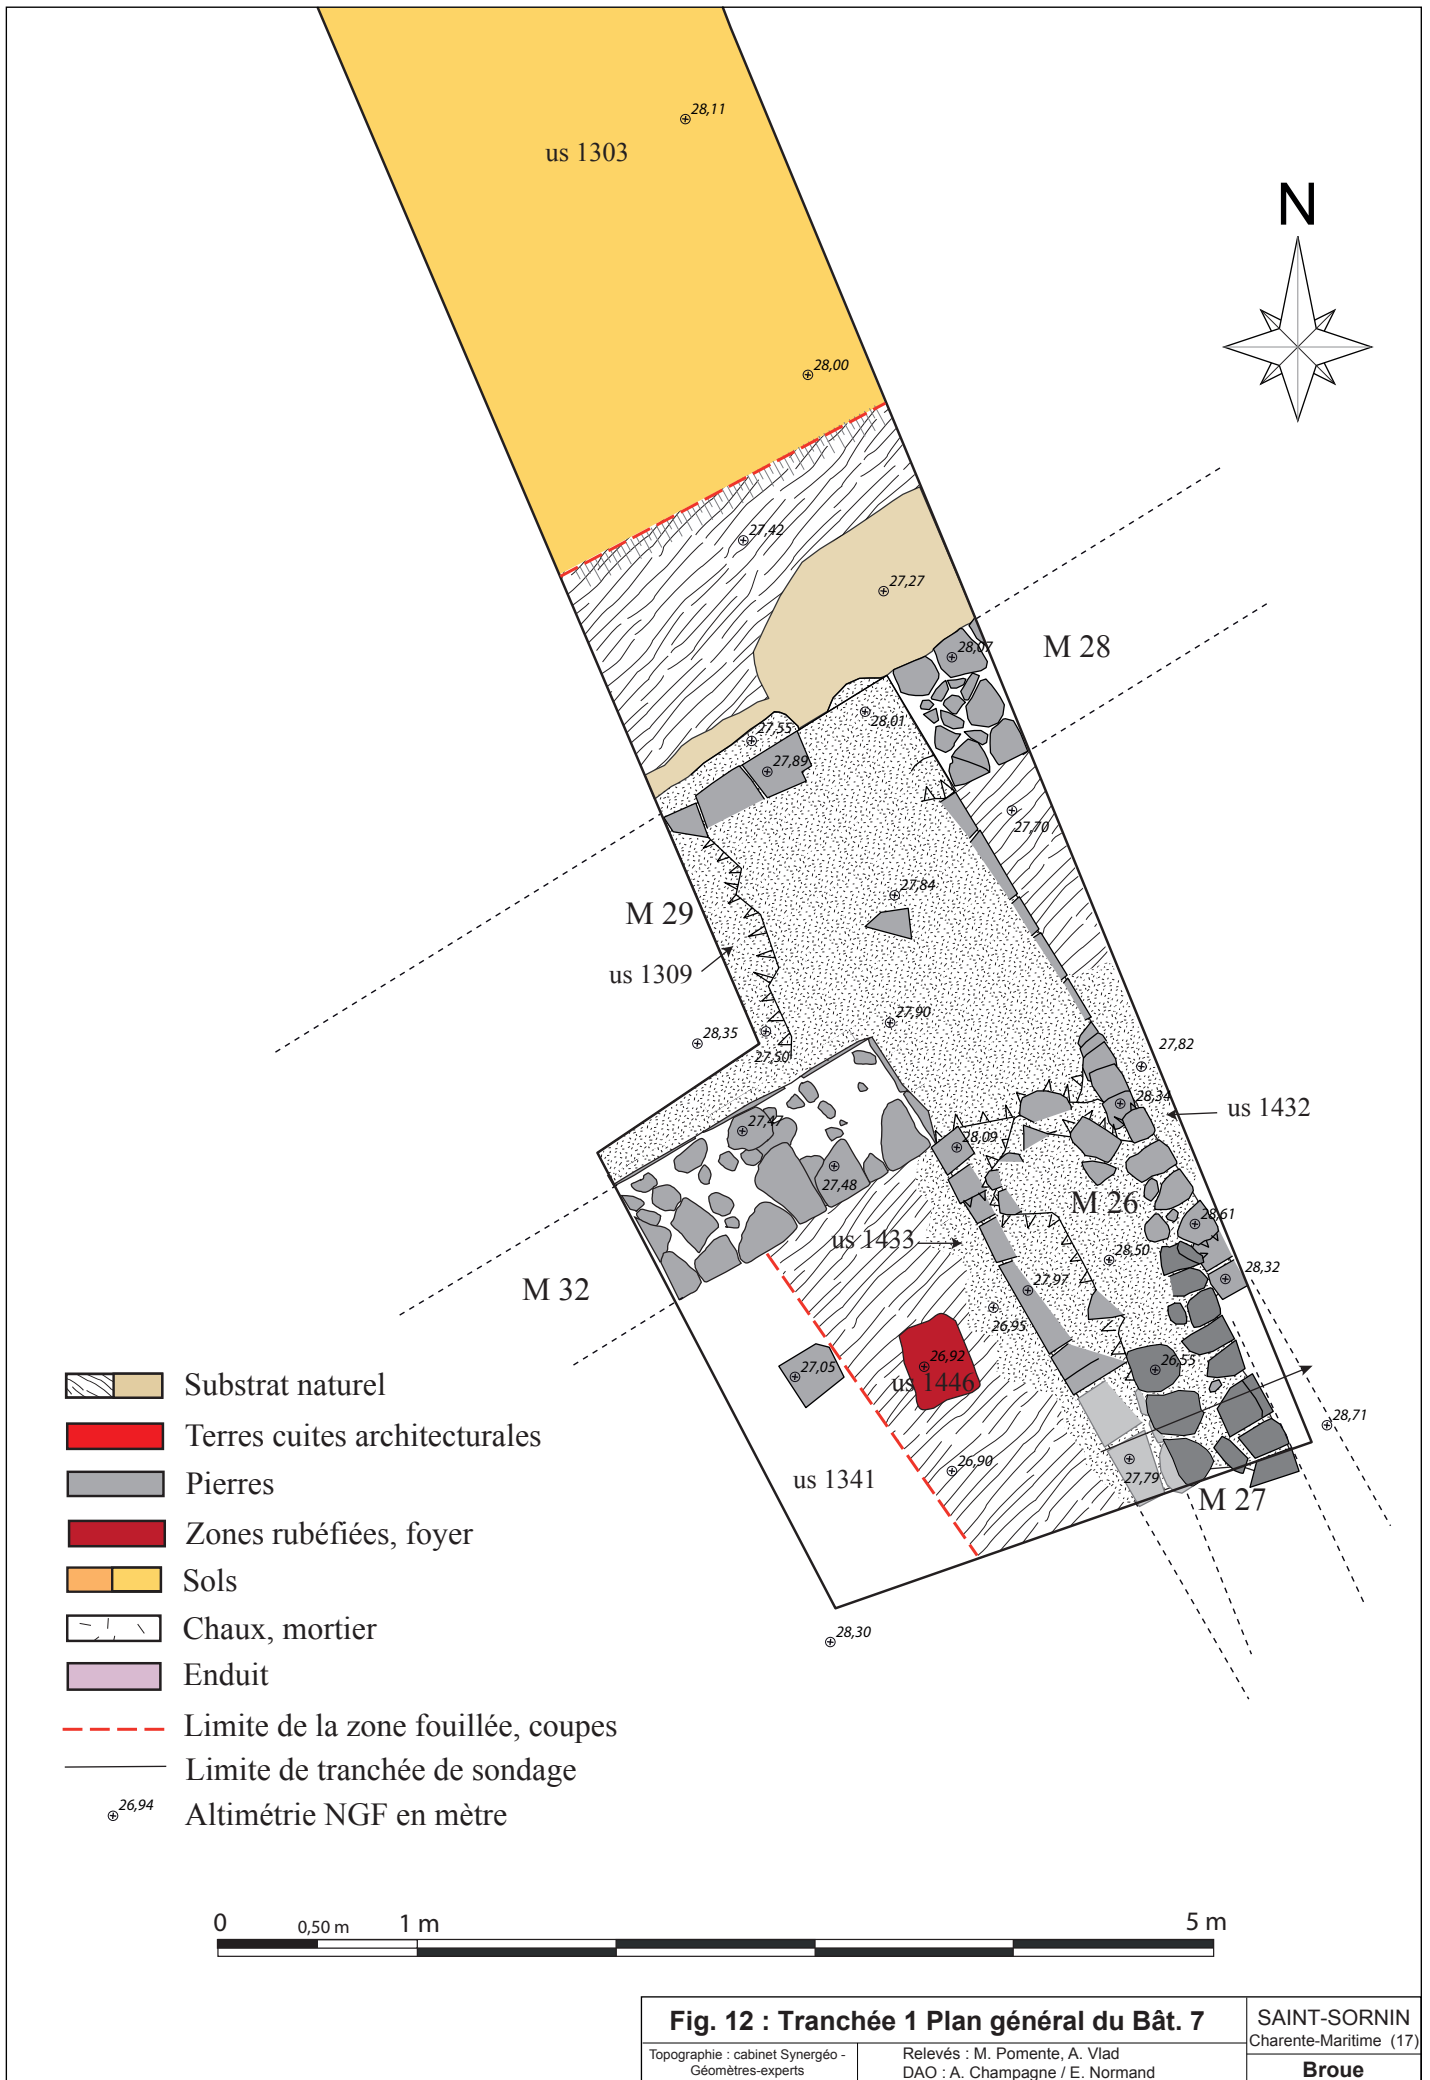 28,11
us 1303
N
28,00
27,42
27,27
28,07
M 28
28,01
27,55
27,89
27,70
27,84
M 29
us 1309
27,90
28,35
27,50
27,82
28,34
us 1432
27,47
28,09
27,48
M 26
28,61
us 1433
28,50
28,32
27,97
M 32
26,95
26,92
27,05
us 1446
26,55
28,71
26,90
us 1341
27,79
M 27
28,30
Substrat naturel
Terres cuites architecturales
Pierres
Zones rubéfiées, foyer
Sols
Chaux, mortier
Enduit
Limite de la zone fouillée, coupes
Limite de tranchée de sondage
26,94 Altimétrie NGF en mètre
0 0,50 m 1 m 5 m
Fig. 12 : Tranchée 1 Plan général du Bât. 7
SAINT-SORNIN
Charente-Maritime (17)
Topographie : cabinet Synergéo -
Géomètres-experts
Relevés : M. Pomente, A. Vlad
DAO : A. Champagne / E. Normand
Broue